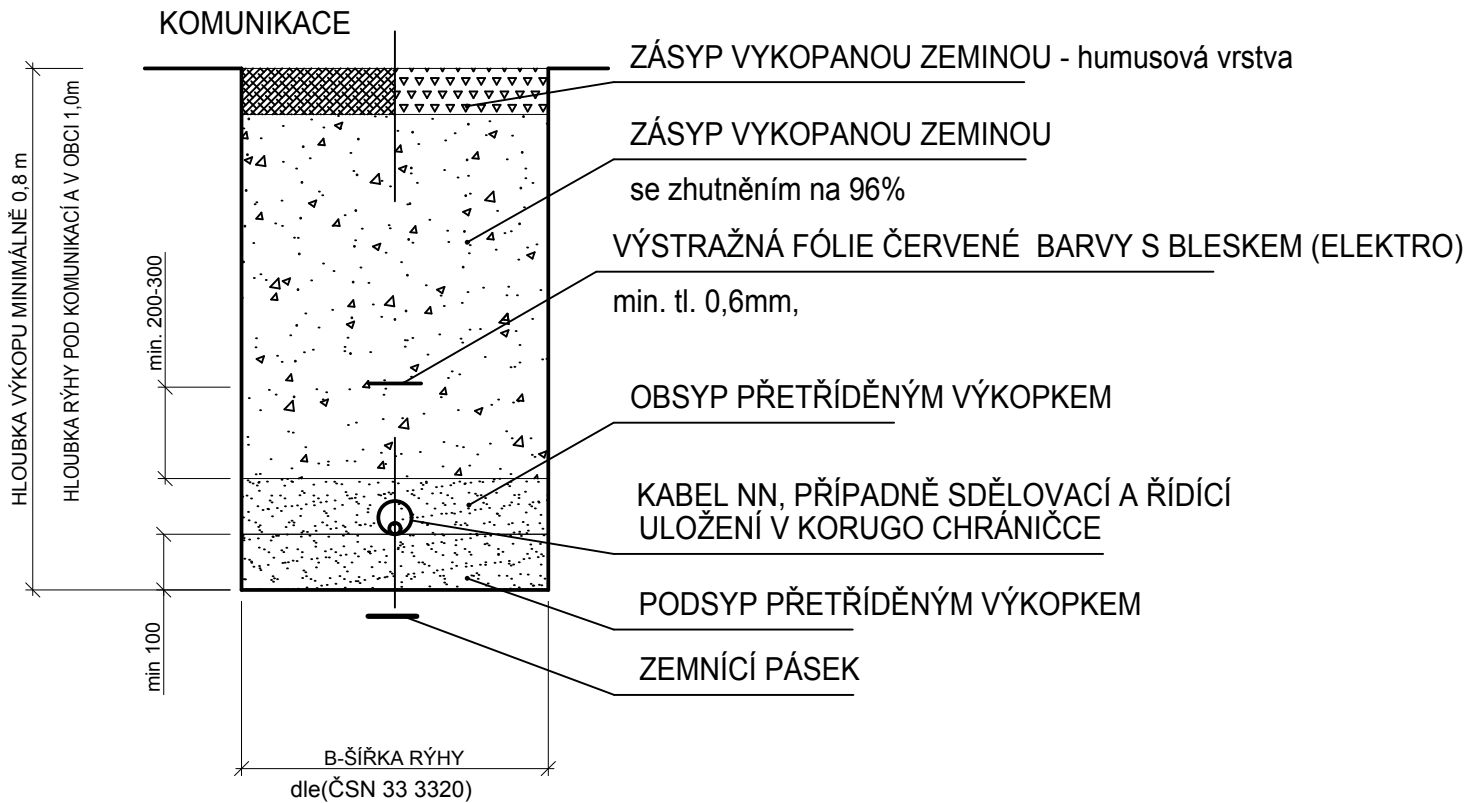 KOMUNIKACE
ZÁSYP VYKOPANOU ZEMINOU - humusová vrstva
ZÁSYP VYKOPANOU ZEMINOU
se zhutněním na 96%
VÝSTRAŽNÁ FÓLIE ČERVENÉ BARVY S BLESKEM (ELEKTRO)
min. tl. 0,6mm,
OBSYP PŘETŘÍDĚNÝM VÝKOPKEM
KABEL NN, PŘÍPADNĚ SDĚLOVACÍ A ŘÍDÍCÍ
ULOŽENÍ V KORUGO CHRÁNIČCE
PODSYP PŘETŘÍDĚNÝM VÝKOPKEM
ZEMNÍCÍ PÁSEK
HLOUBKA VÝKOPU MINIMÁLNĚ 0,8 m
HLOUBKA RÝHY POD KOMUNIKACÍ A V OBCI 1,0m
min. 200-300
min 100
B-ŠÍŘKA RÝHY
dle(ČSN 33 3320)